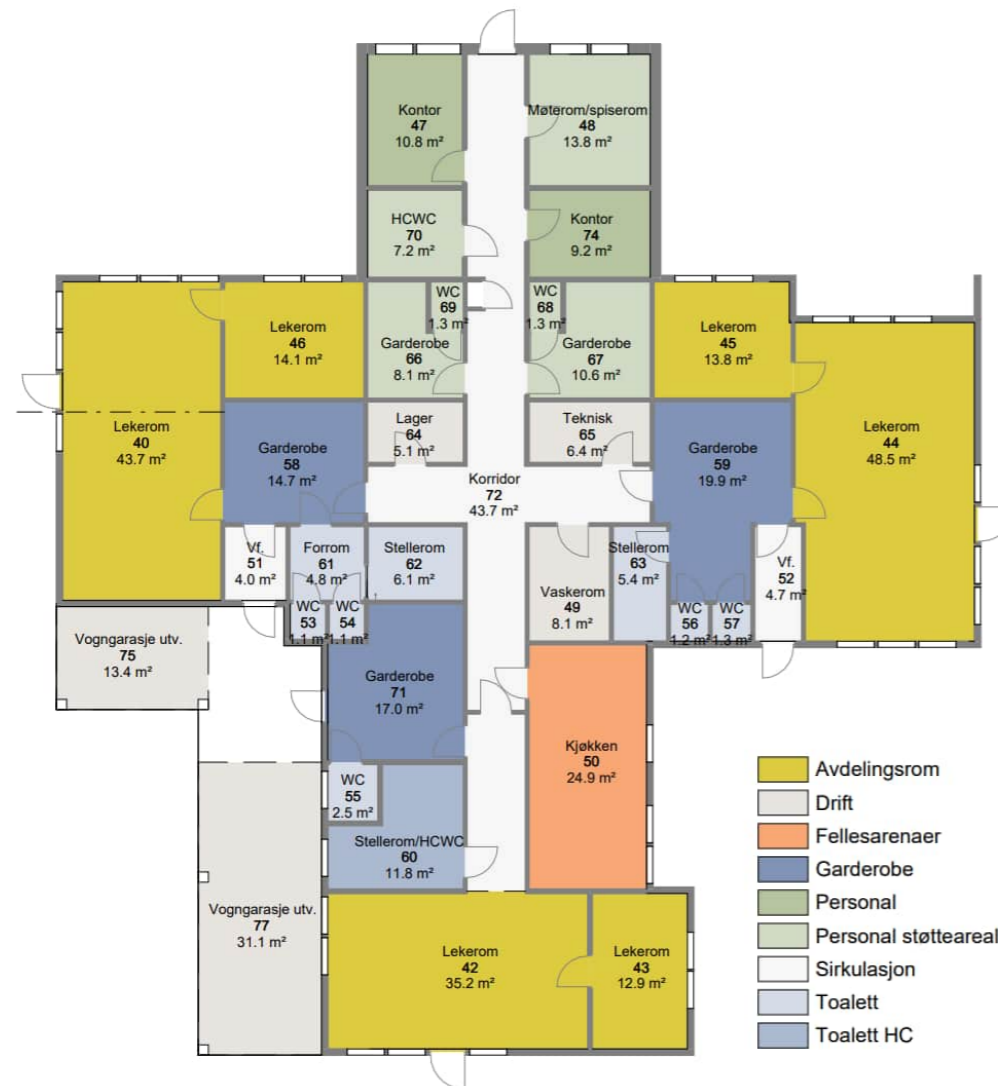 Kontor
47
10.8 m²
Møterom/spiserom
48
13.8 m²
HCWC
70
7.2 m²
Kontor
74
9.2 m²
Lekerom
40
43.7 m²
Lekerom
46
14.1 m²
WC
69
1.3 m²
Garderobe
66
8.1 m²
WC
68
1.3 m²
Garderobe
67
10.6 m²
Lekerom
45
13.8 m²
Lekerom
44
48.5 m²
Lager
64
5.1 m²
Teknisk
65
6.4 m²
Garderobe
58
14.7 m²
Korridor
72
43.7 m²
Garderobe
59
19.9 m²
Vf.
51
4.0 m²
Forrom
61
4.8 m²
Stellerom
62
6.1 m²
Vaskerom
49
8.1 m²
Stellerom
63
5.4 m²
Vf.
52
4.7 m²
WC
53
1.1 m²
WC
54
1.1 m²
WC
56
1.2 m²
WC
57
1.3 m²
Vogngarasje utv.
75
13.4 m²
Garderobe
71
17.0 m²
Kjøkken
50
24.9 m²
WC
55
2.5 m²
Stellerom/HCWC
60
11.8 m²
Vogngarasje utv.
77
31.1 m²
Lekerom
42
35.2 m²
Lekerom
43
12.9 m²
Avdelingsrom
Drift
Fellesarenaer
Garderobe
Personal
Personal støtteareal
Sirkulasjon
Toalett
Toalett HC